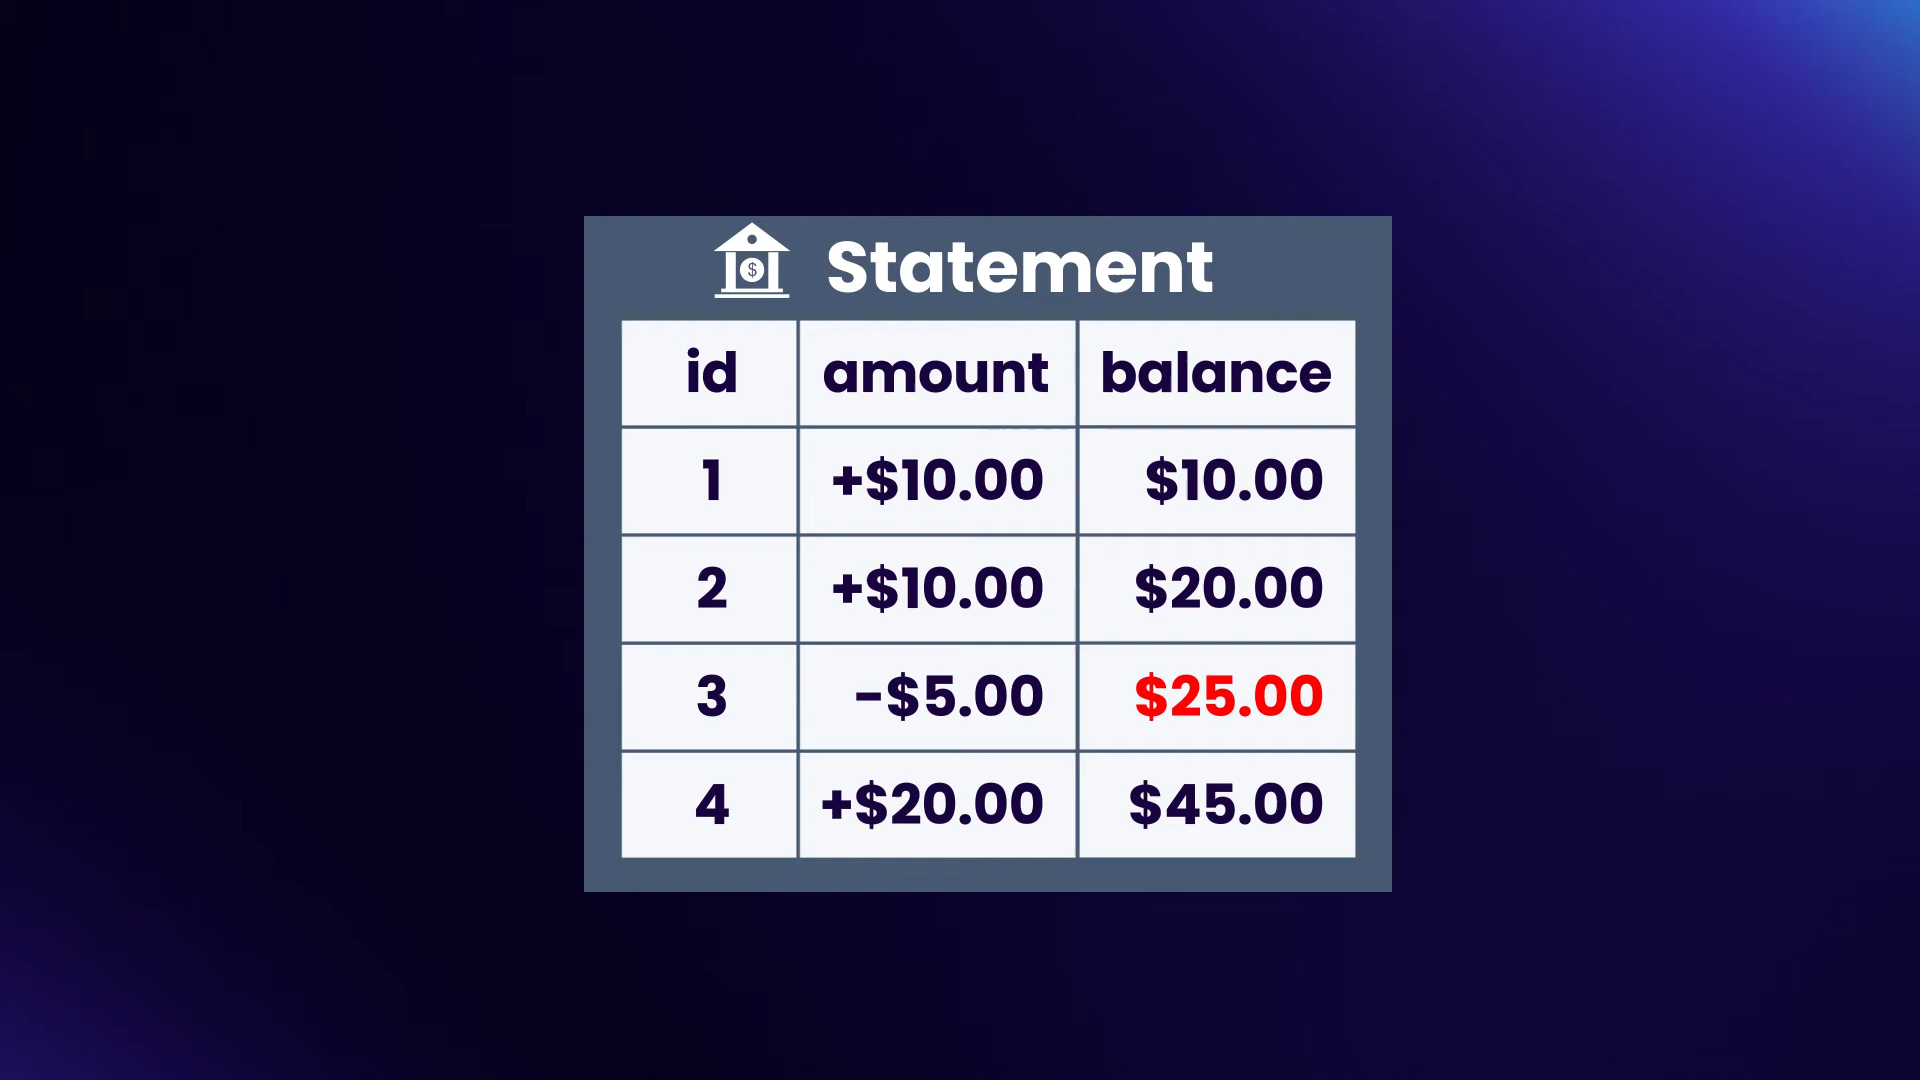 $ Statement
id amount balance
1 +$10.00 $10.00
2 +$10.00 $20.00
3 -$5.00 $25.00
4 +$20.00 $45.00